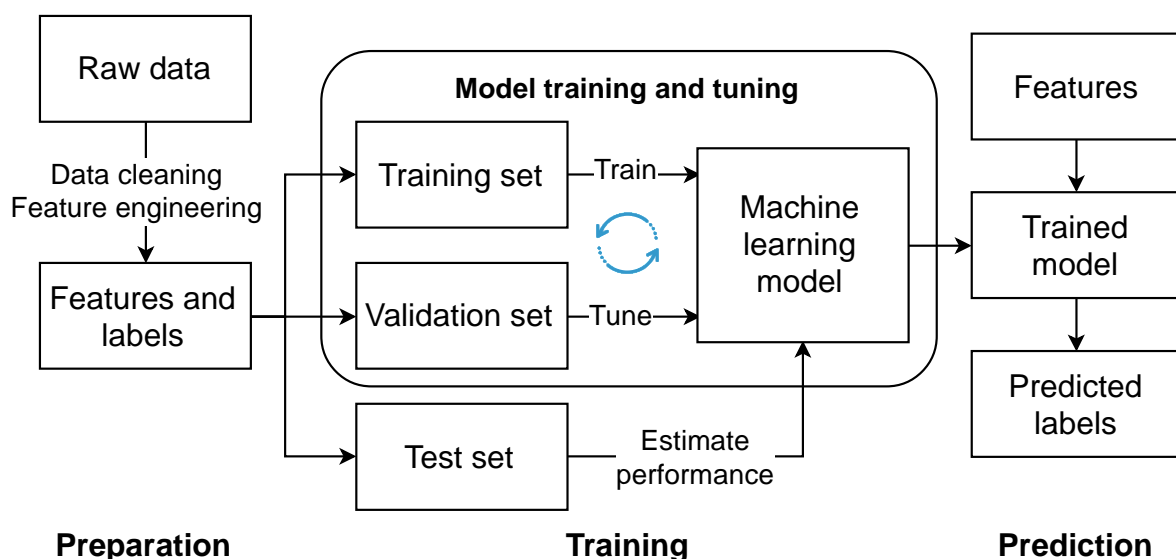 Raw data
Data cleaning
Feature engineering
Features and
labels
Model training and tuning
Training set
Train
Validation set
Tune
Machine
learning
model
Test set
Estimate
performance
Features
Trained
model
Predicted
labels
Preparation
Training
Prediction